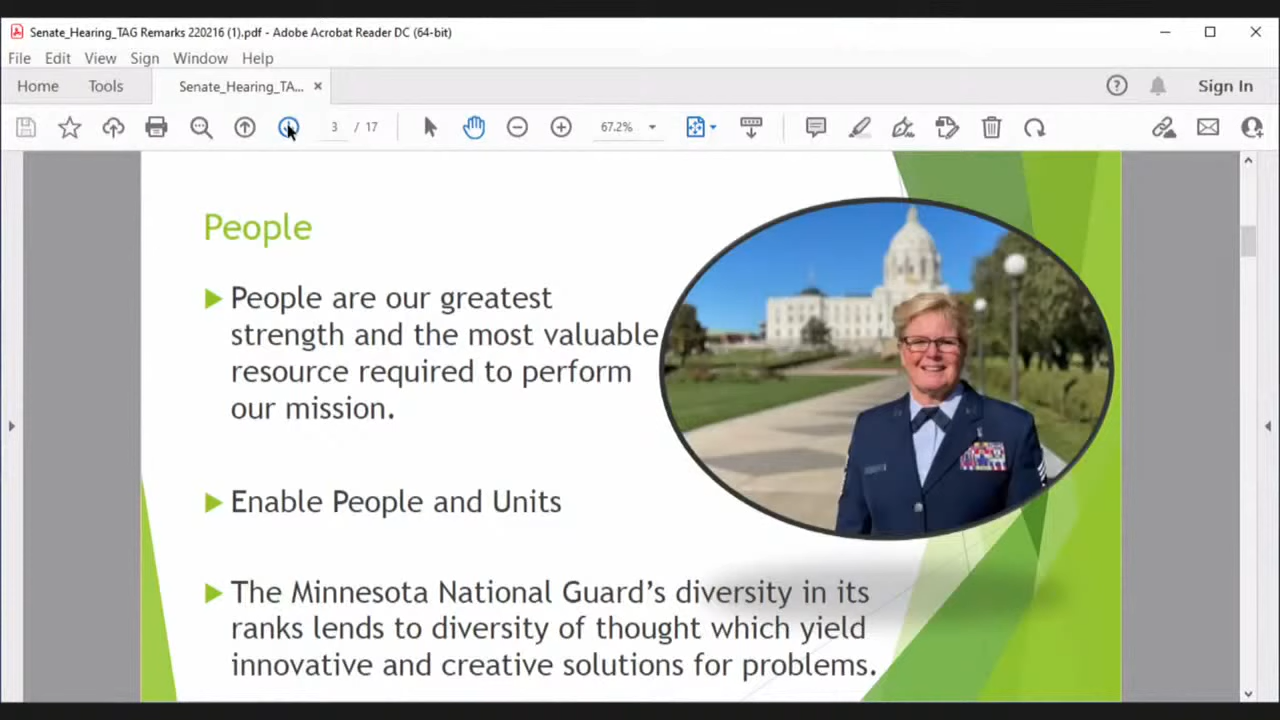 Senate_Hearing_TAG Remarks 220216 (1).pdf - Adobe Acrobat Reader DC (64-bit)
File Edit View Sign Window Help
Home Tools Senate_Hearing_TA... Sign In
3 / 17 67.2%
People
People are our greatest
strength and the most valuable
resource required to perform
our mission.
Enable People and Units
The Minnesota National Guard's diversity in its
ranks lends to diversity of thought which yield
innovative and creative solutions for problems.